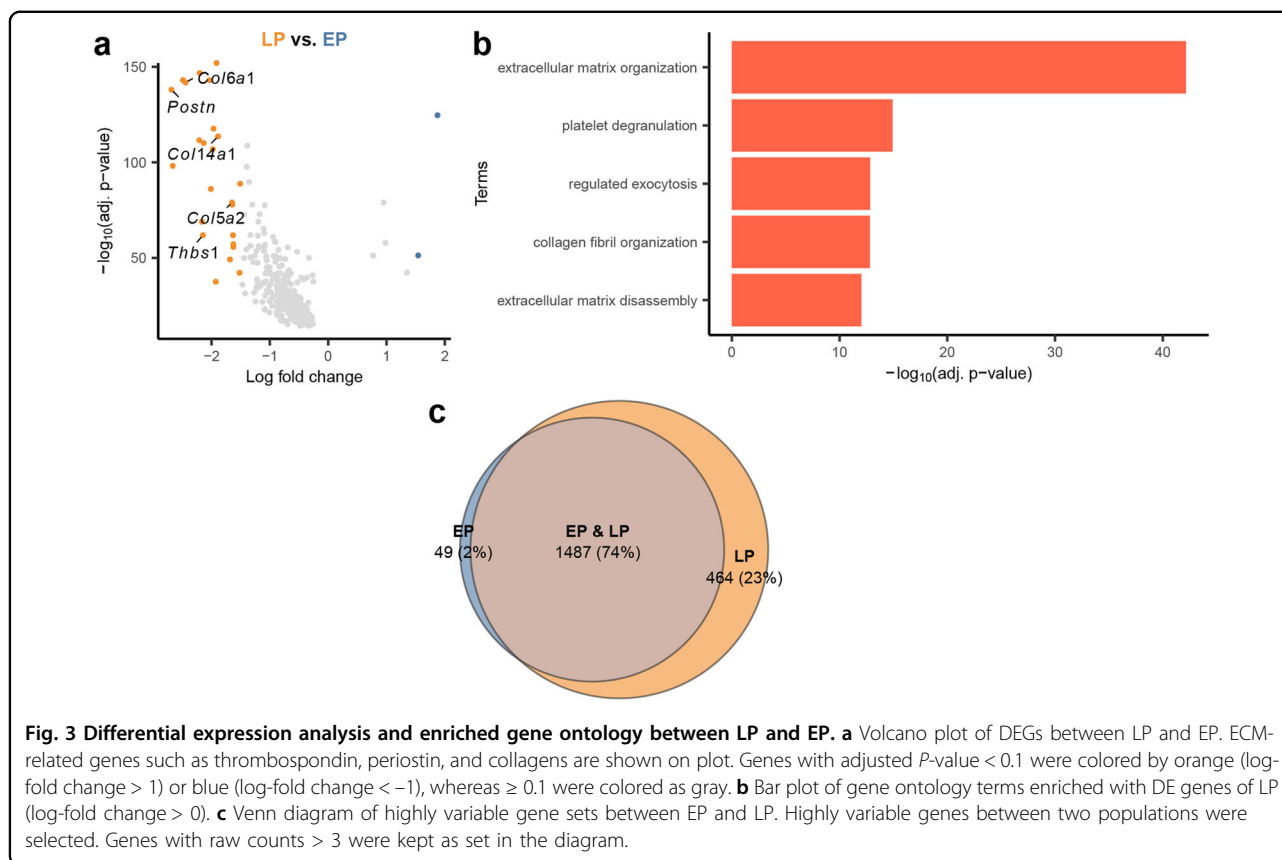 a
LP vs. EP
150
100
50
−log10(adj. p−value)
Col6a1
Postn
Col14a1
Col5a2
Thbs1
−2
−1
0
1
2
Log fold change
b
Terms
extracellular matrix organization
platelet degranulation
regulated exocytosis
collagen fibril organization
extracellular matrix disassembly
0
10
20
30
40
−log10(adj. p−value)
c
EP
49 (2%)
EP & LP
1487 (74%)
LP
464 (23%)
Fig. 3 Differential expression analysis and enriched gene ontology between LP and EP. a Volcano plot of DEGs between LP and EP. ECM-
related genes such as thrombospondin, periostin, and collagens are shown on plot. Genes with adjusted P-value < 0.1 were colored by orange (log-
fold change > 1) or blue (log-fold change < −1), whereas ≥ 0.1 were colored as gray. b Bar plot of gene ontology terms enriched with DE genes of LP
(log-fold change > 0). c Venn diagram of highly variable gene sets between EP and LP. Highly variable genes between two populations were
selected. Genes with raw counts > 3 were kept as set in the diagram.